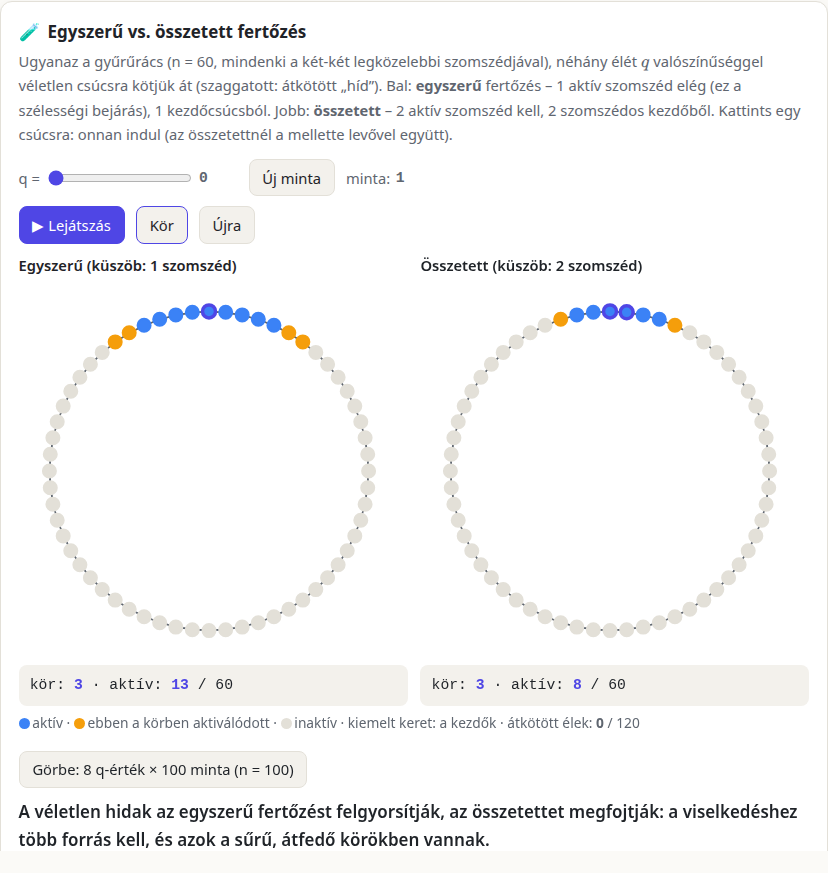 🧪 Egyszerű vs. összetett fertőzés
Ugyanaz a gyűrűrács (n = 60, mindenki a két-két legközelebbi szomszédjával), néhány élét q valószínűséggel
véletlen csúcsra kötjük át (szaggatott: átkötött „híd”). Bal: egyszerű fertőzés – 1 aktív szomszéd elég (ez a
szélességi bejárás), 1 kezdőcsúcsból. Jobb: összetett – 2 aktív szomszéd kell, 2 szomszédos kezdőből. Kattints egy
csúcsra: onnan indul (az összetettnél a mellette levővel együtt).
q = 0 Új minta minta: 1
▶ Lejátszás Kör Újra
Egyszerű (küszöb: 1 szomszéd) Összetett (küszöb: 2 szomszéd)
kör: 3 · aktív: 13 / 60 kör: 3 · aktív: 8 / 60
aktív · ebben a körben aktiválódott · inaktív · kiemelt keret: a kezdők · átkötött élek: 0 / 120
Görbe: 8 q-érték × 100 minta (n = 100)
A véletlen hidak az egyszerű fertőzést felgyorsítják, az összetettet megfojtják: a viselkedéshez
több forrás kell, és azok a sűrű, átfedő körökben vannak.